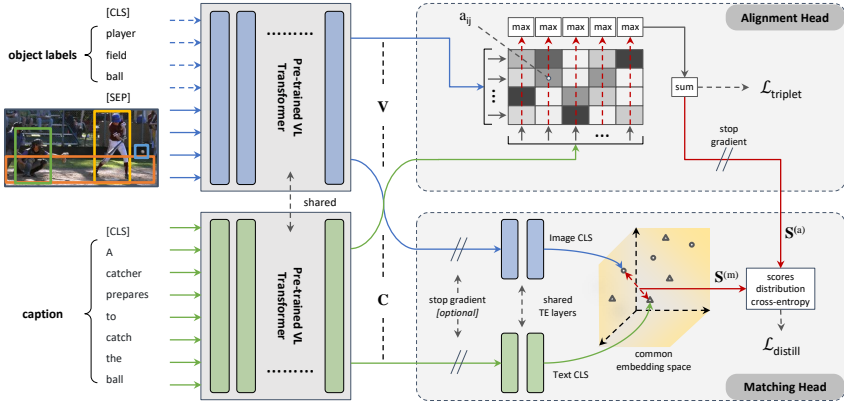 [CLS]
player
field
ball
[SEP]
object labels
Pre-trained VL
Transformer
.........
shared
[CLS]
A
catcher
prepares
to
catch
the
ball
caption
Pre-trained VL
Transformer
.........
V
C
Alignment Head
a_ij
max
max
max
max
max
...
...
sum
ℒ_triplet
stop
gradient
S^(a)
Image CLS
stop gradient
[optional]
shared
TE layers
Text CLS
common
embedding space
S^(m)
scores
distribution
cross-entropy
ℒ_distill
Matching Head